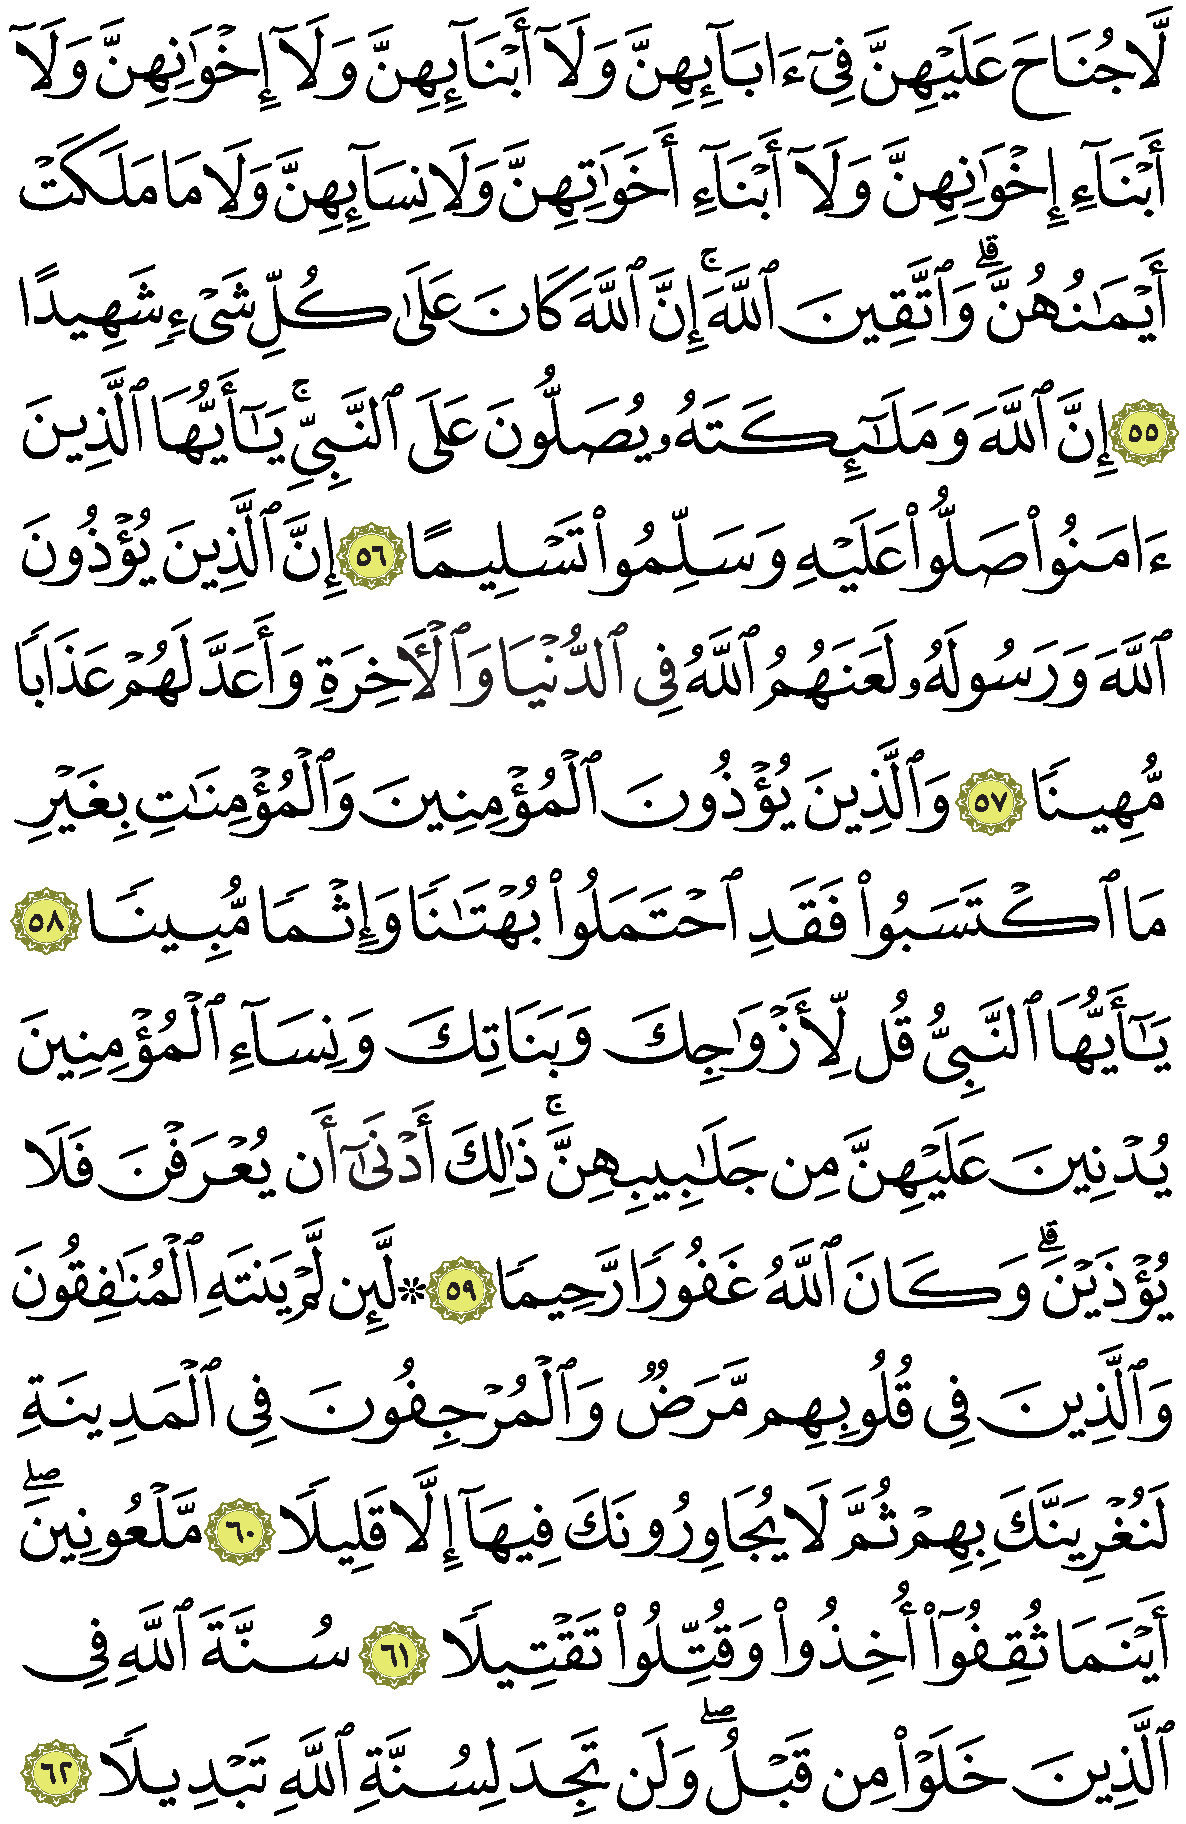 لَّا جُنَاحَ عَلَيْهِنَّ فِىٓ ءَابَآئِهِنَّ وَلَآ أَبْنَآئِهِنَّ وَلَآ إِخْوَٰنِهِنَّ وَلَآ
أَبْنَآءِ إِخْوَٰنِهِنَّ وَلَآ أَبْنَآءِ أَخَوَٰتِهِنَّ وَلَا نِسَآئِهِنَّ وَلَا مَا مَلَكَتْ
أَيْمَٰنُهُنَّ ۗ وَٱتَّقِينَ ٱللَّهَ ۚ إِنَّ ٱللَّهَ كَانَ عَلَىٰ كُلِّ شَىْءٍ شَهِيدًا
٥٥ إِنَّ ٱللَّهَ وَمَلَٰٓئِكَتَهُۥ يُصَلُّونَ عَلَى ٱلنَّبِىِّ ۚ يَٰٓأَيُّهَا ٱلَّذِينَ
ءَامَنُوا۟ صَلُّوا۟ عَلَيْهِ وَسَلِّمُوا۟ تَسْلِيمًا ٥٦ إِنَّ ٱلَّذِينَ يُؤْذُونَ
ٱللَّهَ وَرَسُولَهُۥ لَعَنَهُمُ ٱللَّهُ فِى ٱلدُّنْيَا وَٱلْأَخِرَةِ وَأَعَدَّ لَهُمْ عَذَابًا
مُّهِينًا ٥٧ وَٱلَّذِينَ يُؤْذُونَ ٱلْمُؤْمِنِينَ وَٱلْمُؤْمِنَٰتِ بِغَيْرِ
مَا ٱكْتَسَبُوا۟ فَقَدِ ٱحْتَمَلُوا۟ بُهْتَٰنًا وَإِثْمًا مُّبِينًا ٥٨
يَٰٓأَيُّهَا ٱلنَّبِىُّ قُل لِّأَزْوَٰجِكَ وَبَنَاتِكَ وَنِسَآءِ ٱلْمُؤْمِنِينَ
يُدْنِينَ عَلَيْهِنَّ مِن جَلَٰبِيبِهِنَّ ۚ ذَٰلِكَ أَدْنَىٰٓ أَن يُعْرَفْنَ فَلَا
يُؤْذَيْنَ ۗ وَكَانَ ٱللَّهُ غَفُورًا رَّحِيمًا ٥٩ ۞ لَّئِن لَّمْ يَنتَهِ ٱلْمُنَٰفِقُونَ
وَٱلَّذِينَ فِى قُلُوبِهِم مَّرَضٌ وَٱلْمُرْجِفُونَ فِى ٱلْمَدِينَةِ
لَنُغْرِيَنَّكَ بِهِمْ ثُمَّ لَا يُجَاوِرُونَكَ فِيهَآ إِلَّا قَلِيلًا ٦٠ مَّلْعُونِينَ ۖ
أَيْنَمَا ثُقِفُوٓا۟ أُخِذُوا۟ وَقُتِّلُوا۟ تَقْتِيلًا ٦١ سُنَّةَ ٱللَّهِ فِى
ٱلَّذِينَ خَلَوْا۟ مِن قَبْلُ ۖ وَلَن تَجِدَ لِسُنَّةِ ٱللَّهِ تَبْدِيلًا ٦٢